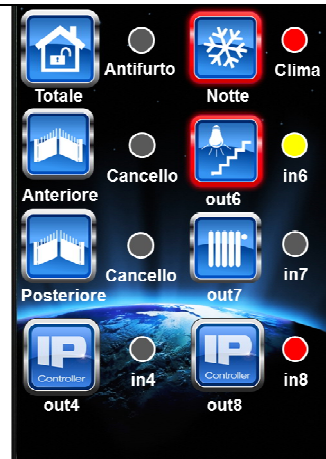 Antifurto
Clima
Totale
Notte
Cancello
in6
Anteriore
out6
Cancello
in7
Posteriore
out7
IP
Controller
in4
IP
Controller
in8
out4
out8